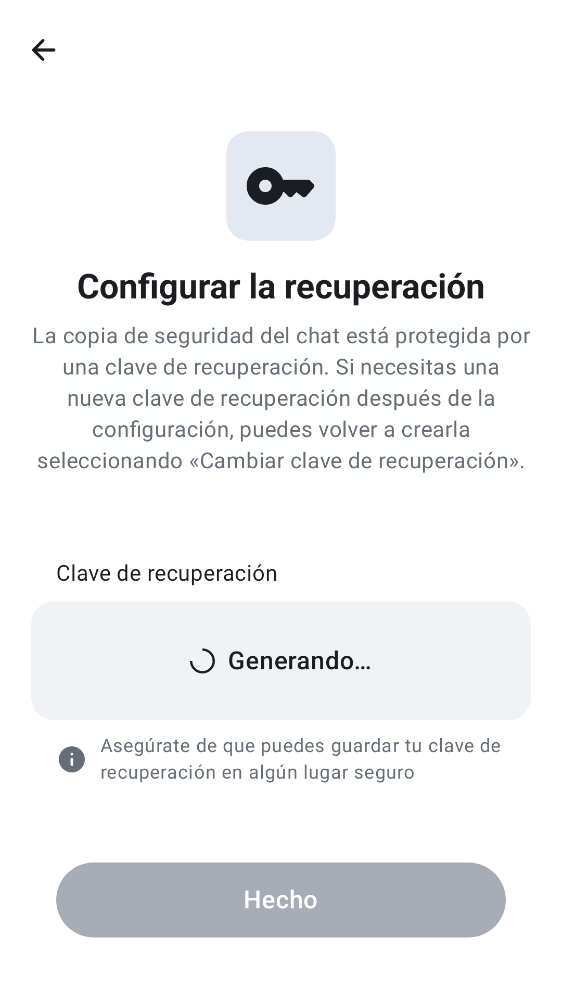 Configurar la recuperación
La copia de seguridad del chat está protegida por
una clave de recuperación. Si necesitas una
nueva clave de recuperación después de la
configuración, puedes volver a crearla
seleccionando «Cambiar clave de recuperación».
Clave de recuperación
Generando…
Asegúrate de que puedes guardar tu clave de
recuperación en algún lugar seguro
Hecho